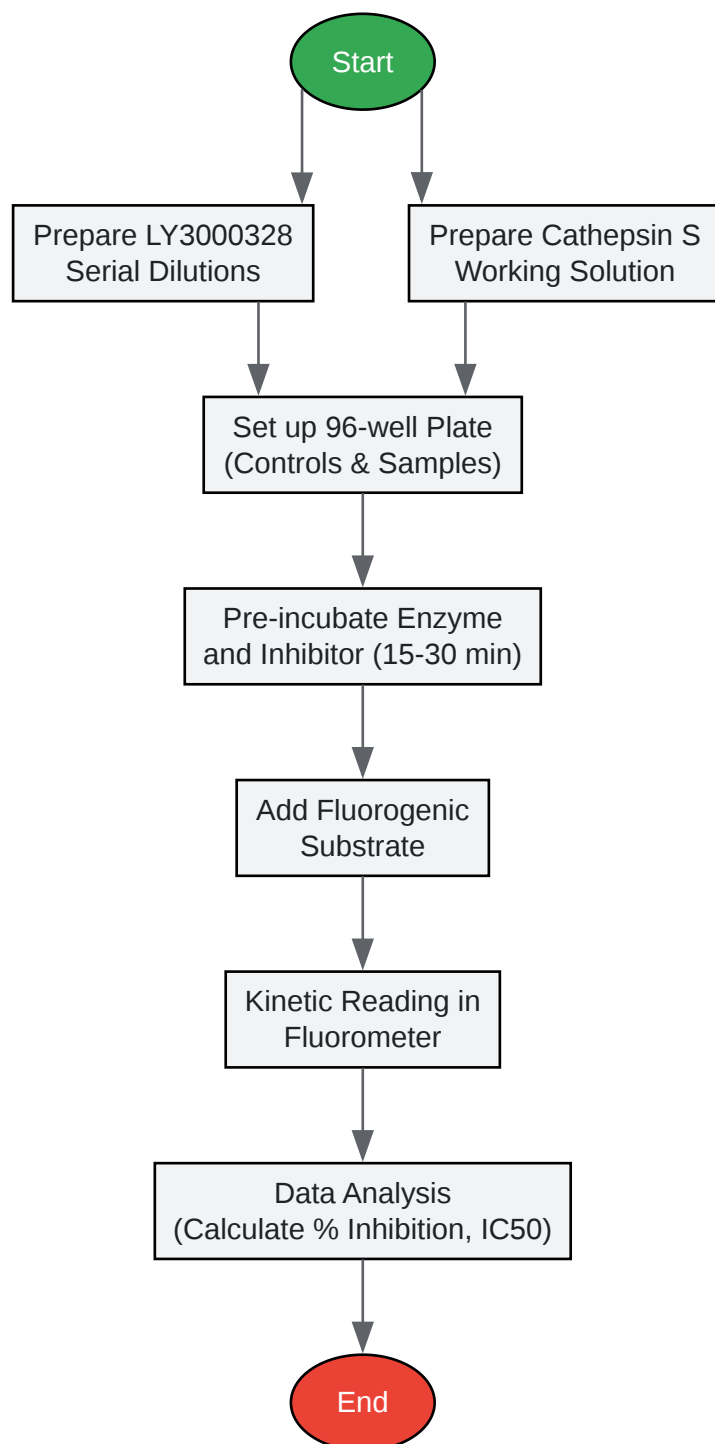 Start
Prepare LY3000328
Serial Dilutions
Prepare Cathepsin S
Working Solution
Set up 96-well Plate
(Controls & Samples)
Pre-incubate Enzyme
and Inhibitor (15-30 min)
Add Fluorogenic
Substrate
Kinetic Reading in
Fluorometer
Data Analysis
(Calculate % Inhibition, IC50)
End